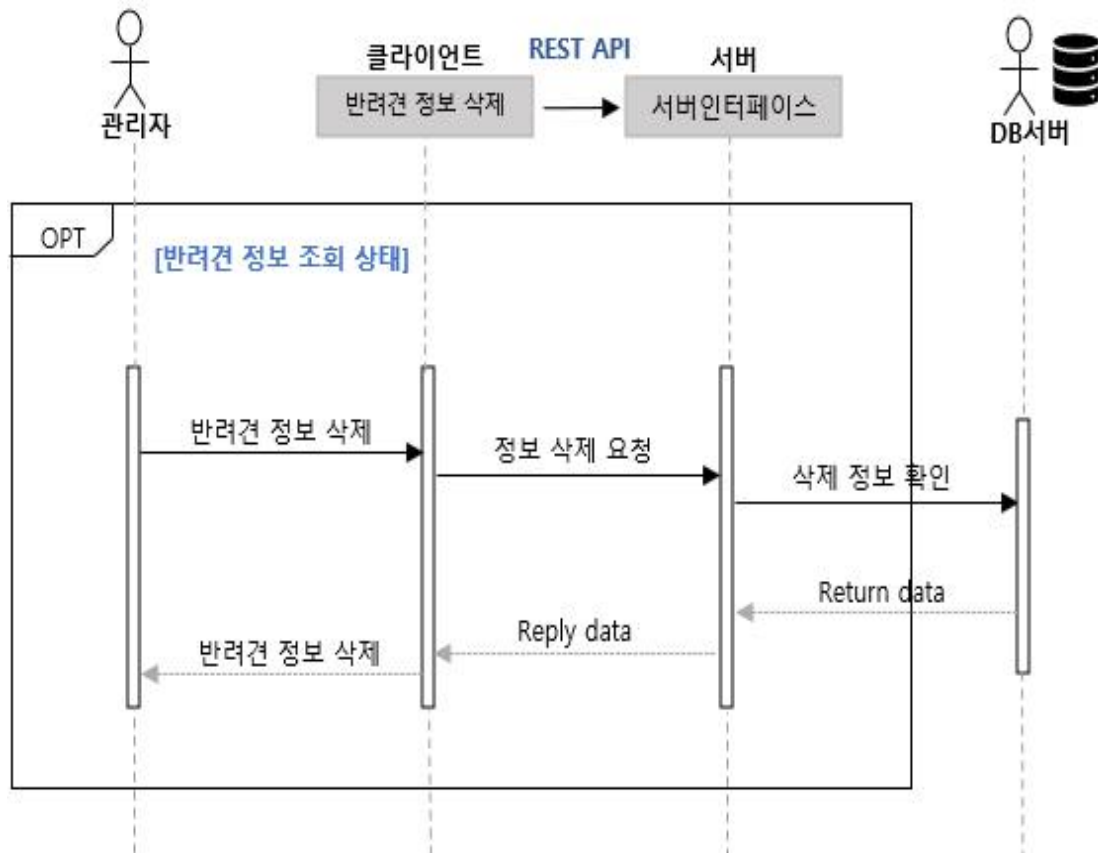 클라이언트
REST API
서버
반려견 정보 삭제
서버인터페이스
관리자
DB서버
OPT
[반려견 정보 조회 상태]
반려견 정보 삭제
정보 삭제 요청
삭제 정보 확인
Return data
Reply data
반려견 정보 삭제